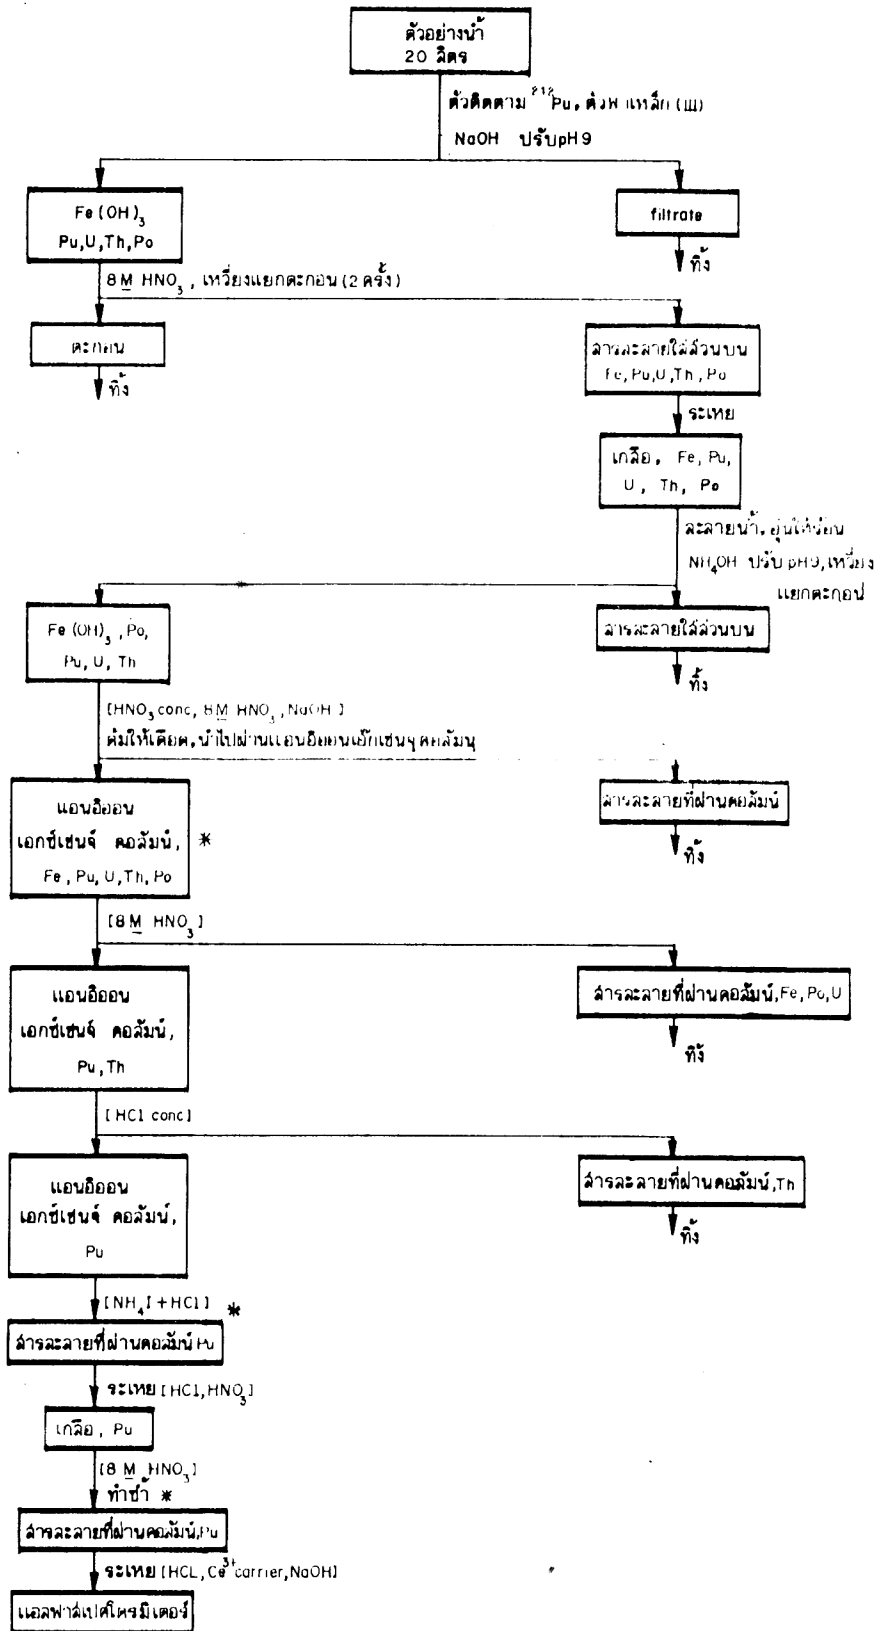 ตัวอย่างน้ำ
20 ลิตร
ตัวติดตาม Pu, ตัวพาเหล็ก (III)
NaOH ปรับpH9
Fe(OH)₃
Pu,U,Th,Po
filtrate
ทิ้ง
8M HNO₃, เหวี่ยงแยกตะกอน (2 ครั้ง)
ตะกอน
ทิ้ง
สารละลายใสส่วนบน
Fe,Pu,U,Th,Po
ระเหย
เกลือ, Fe, Pu,
U, Th, Po
ละลายน้ำ, อุ่นให้ร้อน
NH₄OH ปรับ pH9, เหวี่ยง
แยกตะกอน
*
Fe(OH)₃, Po,
Pu, U, Th
สารละลายใสส่วนบน
ทิ้ง
[HNO₃ conc, 8M HNO₃, NaOH]
ต้มให้เดือด, นำไปผ่านแอนอิออนเอ๊กเชนจฺคอลัมนฺ
แอนอิออน
เอกซ์เชนจ์ คอลัมน์, *
Fe, Pu, U, Th, Po
สารละลายที่ผ่านคอลัมน์
ทิ้ง
[8M HNO₃]
แอนอิออน
เอกซ์เชนจ์ คอลัมน์,
Pu, Th
สารละลายที่ผ่านคอลัมน์, Fe, Po, U
ทิ้ง
[HCl conc]
แอนอิออน
เอกซ์เชนจ์ คอลัมน์,
Pu
สารละลายที่ผ่านคอลัมน์, Th
ทิ้ง
[NH₄I+HCl] *
สารละลายที่ผ่านคอลัมน์ Pu
ระเหย [HCl, HNO₃]
เกลือ, Pu
[8 M HNO₃]
ทำซ้ำ *
สารละลายที่ผ่านคอลัมน์, Pu
ระเหย [HCL, Ce³⁺ carrier, NaOH]
แอลฟาสเปคโตรมิเตอร์